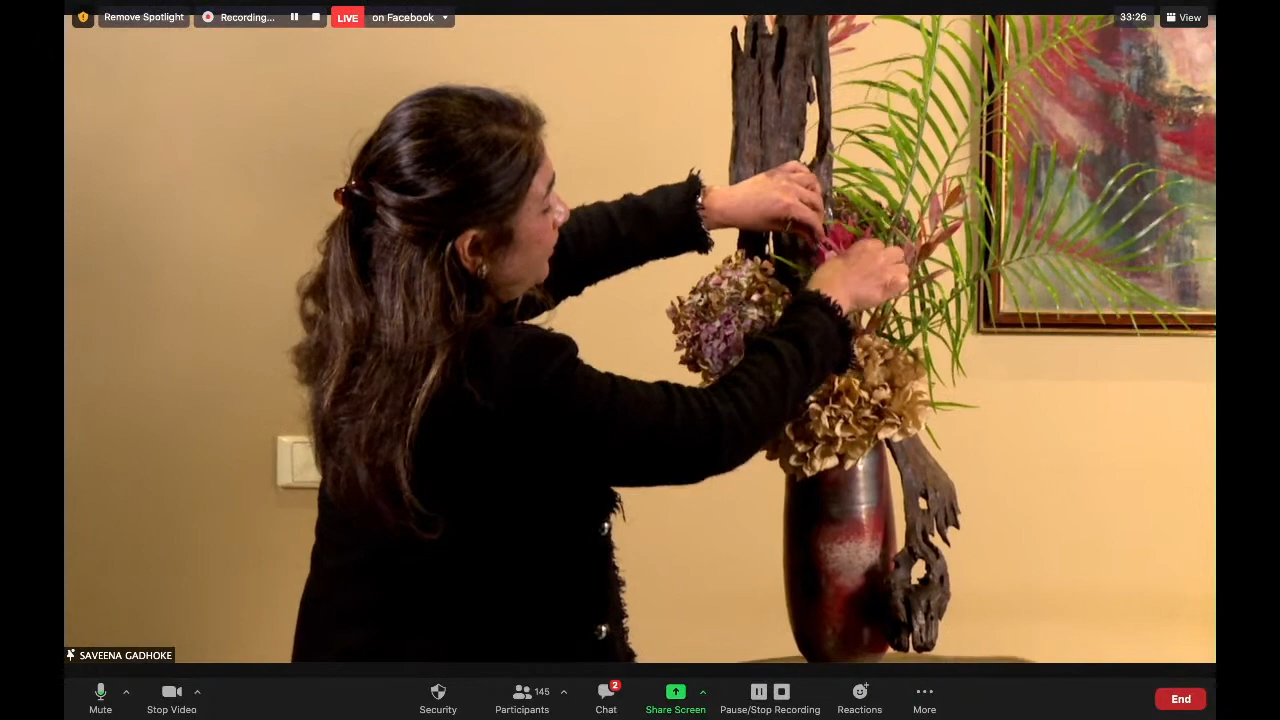 Remove Spotlight
Recording...
LIVE on Facebook
33:26
View
SAVEENA GADHOKE
Mute
Stop Video
Security
145
Participants
2
Chat
Share Screen
Pause/Stop Recording
Reactions
More
End